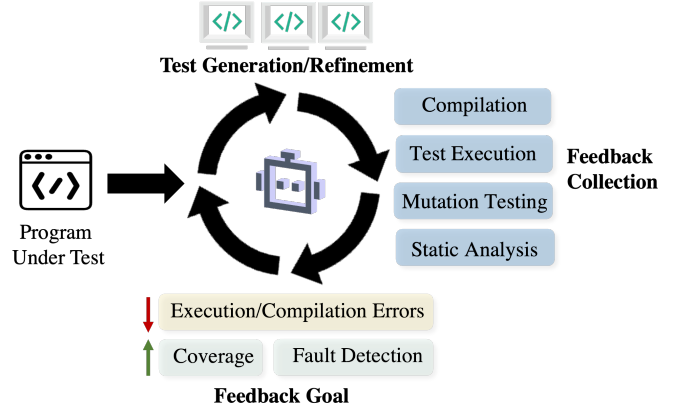 Test Generation/Refinement
Compilation
Test Execution
Mutation Testing
Static Analysis
Feedback
Collection
Program
Under Test
Execution/Compilation Errors
Coverage
Fault Detection
Feedback Goal